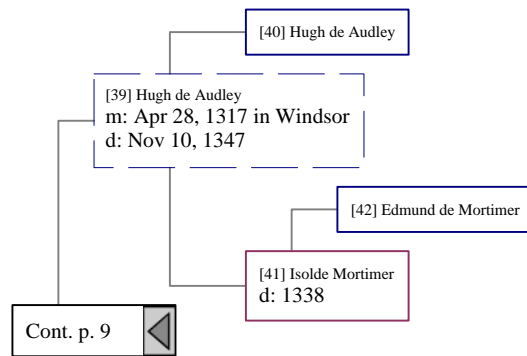 [40] Hugh de Audley
[39] Hugh de Audley
m: Apr 28, 1317 in Windsor
d: Nov 10, 1347
[42] Edmund de Mortimer
[41] Isolde Mortimer
d: 1338
Cont. p. 9